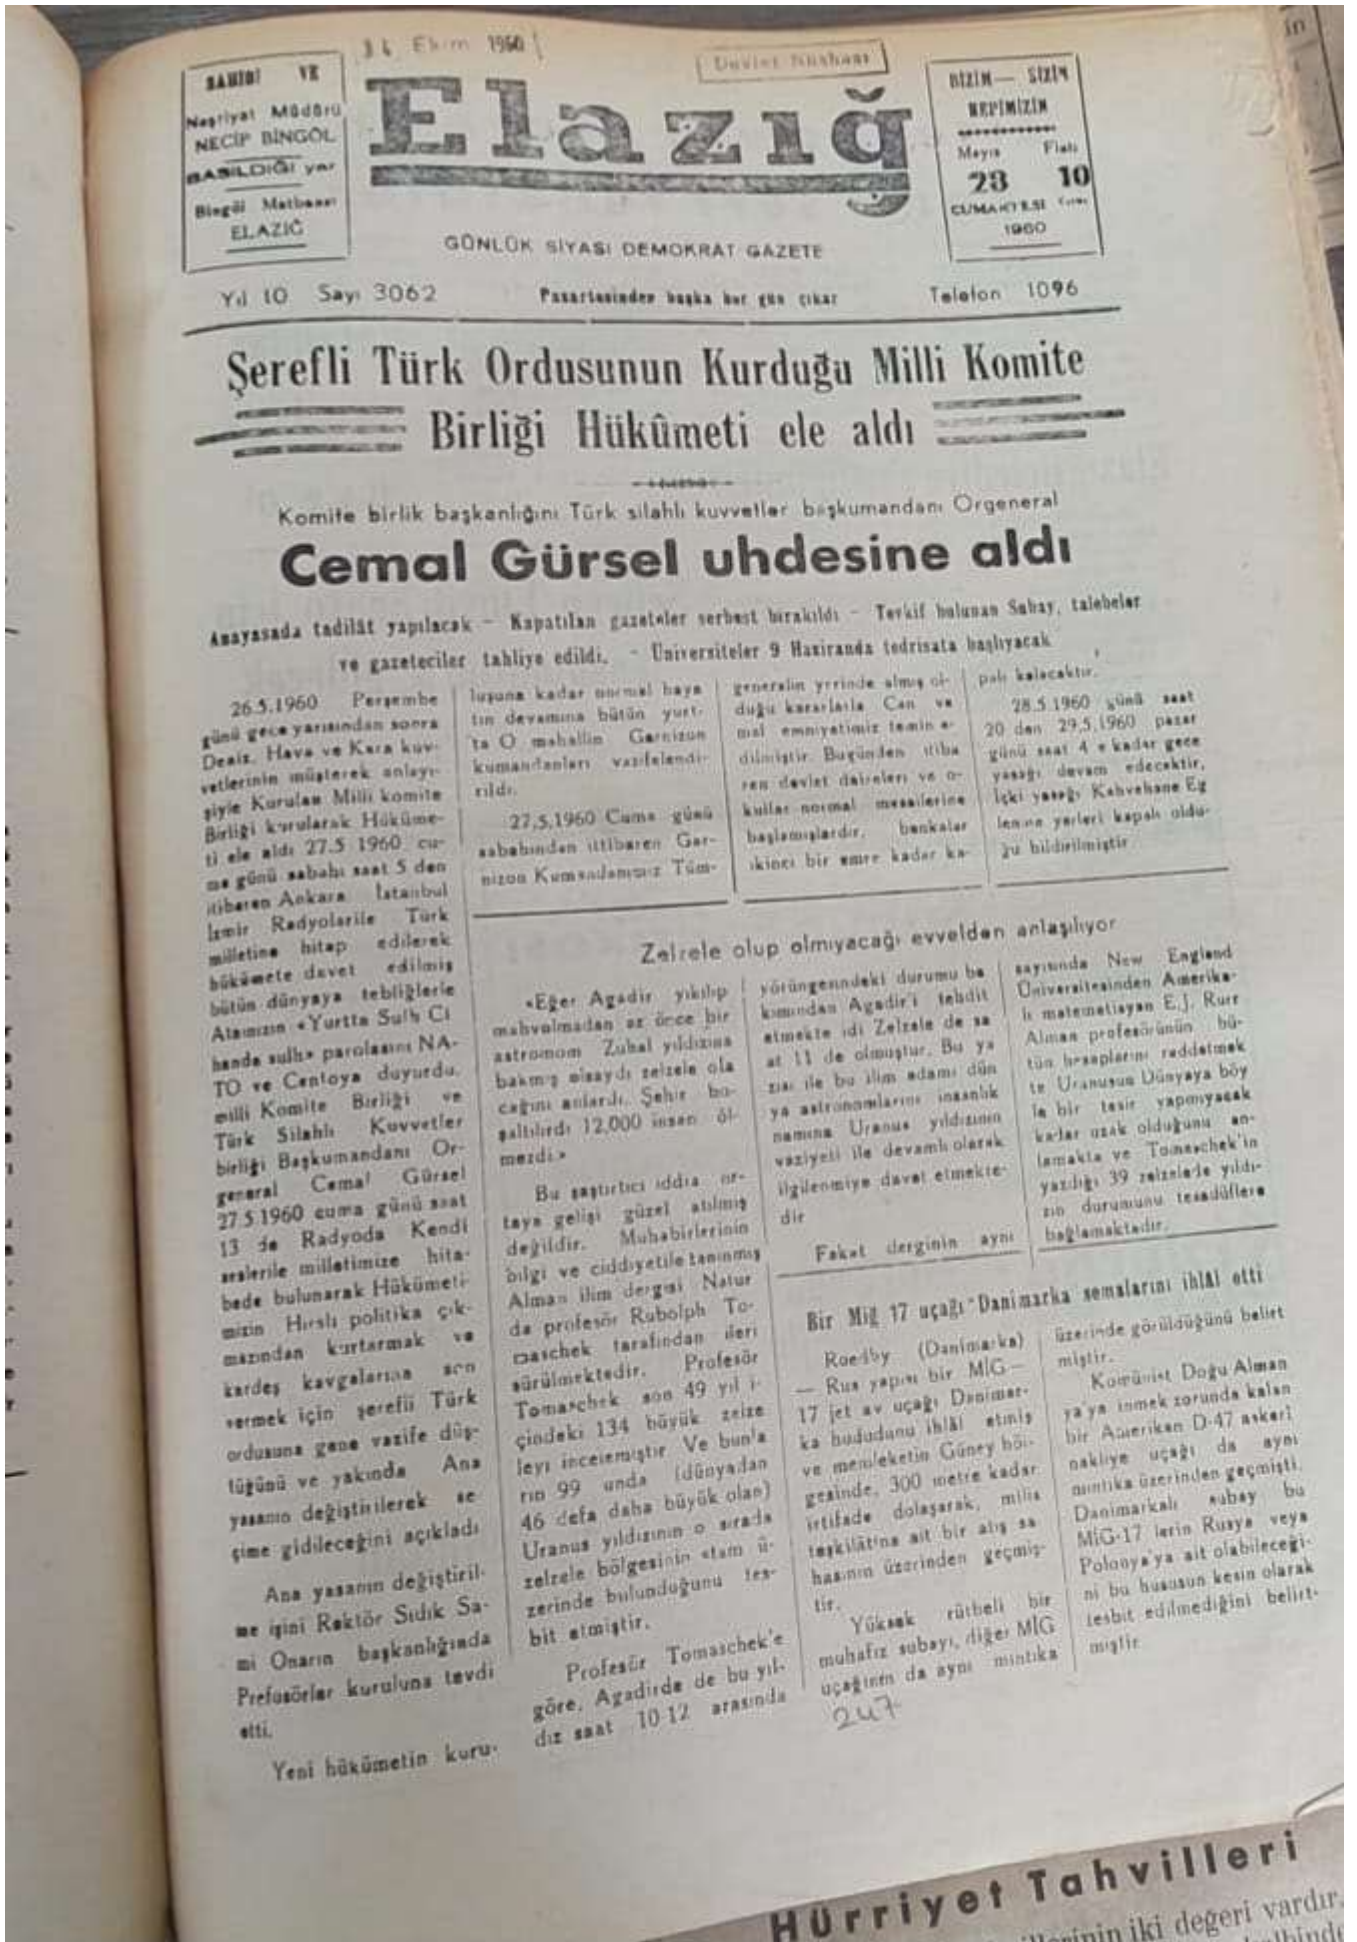 Ekim 1960
Devlet Nüshası
SAHİBİ VE
Neşriyat Müdürü
NECİP BİNGÖL
BASILDIĞI yer
Bingöl Matbaası
ELAZIĞ
Elazığ
GÜNLÜK SİYASİ DEMOKRAT GAZETE
BİZİM — SİZİN
HEPİMİZİN
Mayıs Fiatı
28 10
CUMARTESİ
1960
Yıl 10 Sayı 3062 Pazartesinden başka her gün çıkar Telefon 1096
Şerefli Türk Ordusunun Kurduğu Milli Komite
Birliği Hükûmeti ele aldı
Komite birlik başkanlığını Türk silahlı kuvvetler başkumandanı Orgeneral
Cemal Gürsel uhdesine aldı
Anayasada tadilât yapılacak — Kapatılan gazeteler serbest bırakıldı — Tevkif bulunan Subay, talebeler
ve gazeteciler tahliye edildi. — Üniversiteler 9 Haziranda tedrisata başlıyacak
26.5.1960 Perşembe
günü gece yarısından sonra
Deniz, Hava ve Kara kuv-
vetlerinin müşterek anlayı-
şiyle Kurulan Milli komite
Birliği kurularak Hükûme-
ti ele aldı 27.5 1960 cu-
ma günü sabahı saat 5 den
itibaren Ankara İstanbul
İzmir Radyolarile Türk
milletine hitap edilerek
hükûmete davet edilmiş
bütün dünyaya tebliğlerle
Atamızın «Yurtta Sulh Ci
handa sulh» parolasını NA-
TO ve Centoya duyurdu.
milli Komite Birliği ve
Türk Silahlı Kuvvetler
birliği Başkumandanı Or-
general Cemal Gürsel
27.5.1960 cuma günü saat
13 de Radyoda Kendi
seslerile milletimize hita-
bede bulunarak Hükûmeti-
mizin Hırslı politika çık-
mazından kurtarmak ve
kardeş kavgalarına son
vermek için şerefli Türk
ordusuna gene vazife düş-
tüğünü ve yakında Ana
yasanın değiştirilerek se-
çime gidileceğini açıkladı
Ana yasanın değiştiril-
me işini Rektör Sıdık Sa-
mi Onarın başkanlığında
Prefusörler kuruluna tevdi
etti.
Yeni hükûmetin kuru-
luşuna kadar normal haya
tın devamına bütün yurt-
ta O mahallin Garnizon
kumandanları vazifelendi-
rildi.
27.5.1960 Cuma günü
sabahından ittibaren Gar-
nizon Kumandanımız Tüm-
generalin yerinde almış ol-
duğu kararlarla Can ve
mal emniyetimiz temin e-
dilmiştir. Bugünden itiba
ren devlet daireleri ve o-
kullar normal mesailerine
başlamışlardır. bankalar
ikinci bir emre kadar ka-
palı kalacaktır.
28.5.1960 günü saat
20 den 29.5.1960 pazar
günü saat 4 e kadar gece
yasağı devam edecektir,
İçki yasağı Kahvehane Eğ
lenme yerleri kapalı oldu-
ğu bildirilmiştir
Zelzele olup olmıyacağı evvelden anlaşılıyor
«Eğer Agadir yıkılıp
mahvolmadan az önce bir
astromom Zuhal yıldızına
bakmış olsaydı zelzele ola
cağını anlardı. Şehir bo-
şaltılırdı 12,000 insan öl-
mezdi.»
Bu şaştırtıcı iddia or-
taya gelişi güzel atılmış
değildir. Muhabirlerinin
bilgi ve ciddiyetile tanınmış
Alman ilim dergisi Natur
da profesör Rubolph To-
maschek tarafından ileri
sürülmektedir. Profesör
Tomaschek son 49 yıl i-
çindeki 134 büyük zelze
leyi incelemiştir Ve bunla
rın 99 unda (dünyadan
46 defa daha büyük olan)
Uranus yıldızının o sırada
zelzele bölgesinin «tam ü-
zerinde bulunduğunu tes-
bit etmiştir.
Profesür Tomaschek'e
göre, Agadirde de bu yıl-
dız saat 10-12 arasında
yörüngesindeki durumu ba
kımından Agadir'i tehdit
etmekte idi Zelzele de sa
at 11 de olmuştur. Bu ya
zısı ile bu ilim adamı dün
ya astronomlarını insanlık
namına Uranus yıldızının
vaziyeti ile devamlı olarak
ilgilenmiye davet etmekte-
dir
Fakat derginin aynı
sayısında New England
Üniversitesinden Amerika-
lı matematisyan E.J. Rurr
Alman profesörünün bü-
tün hesaplarını reddetmek
te Uranusun Dünyaya böy
le bir tesir yapmıyacak
kadar uzak olduğunu an-
lamakta ve Tomaschek'in
yazdığı 39 zelzelede yıldı-
zın durumunu tesadüflere
bağlamaktadır.
Bir Miğ 17 uçağı Danimarka semalarını ihlâl etti
Roedby (Danimarka)
— Rus yapısı bir MİG—
17 jet av uçağı Danimar-
ka hududunu ihlâl etmiş
ve memleketin Güney böl-
gesinde, 300 metre kadar
irtifade dolaşarak, milis
teşkilâtına ait bir atış sa
hasının üzerinden geçmiş-
tir.
Yüksek rütbeli bir
muhafız subayı, diğer MİG
uçağının da aynı mıntıka
üzerinde görüldüğünü belirt
miştir.
Komünist Doğu Alman
ya'ya inmek zorunda kalan
bir Amerikan D-47 askerî
nakliye uçağı da aynı
mıntıka üzerinden geçmişti.
Danimarkalı subay bu
MİG-17 lerin Rusya veya
Polonya'ya ait olabileceği-
ni bu hususun kesin olarak
tesbit edilmediğini belirt-
miştir
247
Hürriyet Tahvilleri
iki değeri vardır.